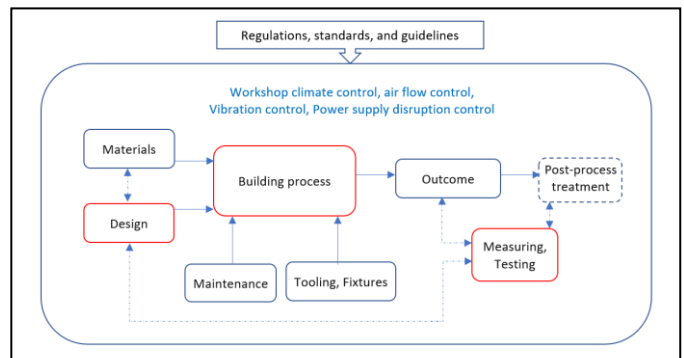 Regulations, standards, and guidelines
Workshop climate control, air flow control,
Vibration control, Power supply disruption control
Materials
Building process
Outcome
Post-process
treatment
Design
Measuring,
Testing
Maintenance
Tooling, Fixtures